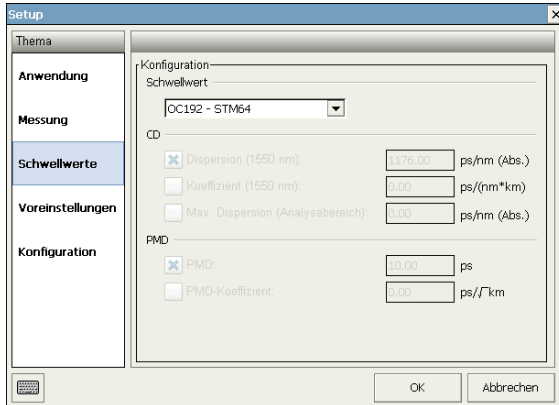 Setup
Thema
Anwendung
Messung
Schwellwerte
Voreinstellungen
Konfiguration
Konfiguration
Schwellwert
OC192 - STM64
CD
Dispersion (1550 nm): 1176.00 ps/nm (Abs.)
Koeffizient (1550 nm): 0.00 ps/(nm*km)
Max. Dispersion (Analysebereich): 0.00 ps/nm (Abs.)
PMD
PMD: 10.00 ps
PMD-Koeffizient: 0.00 ps/√km
OK Abbrechen